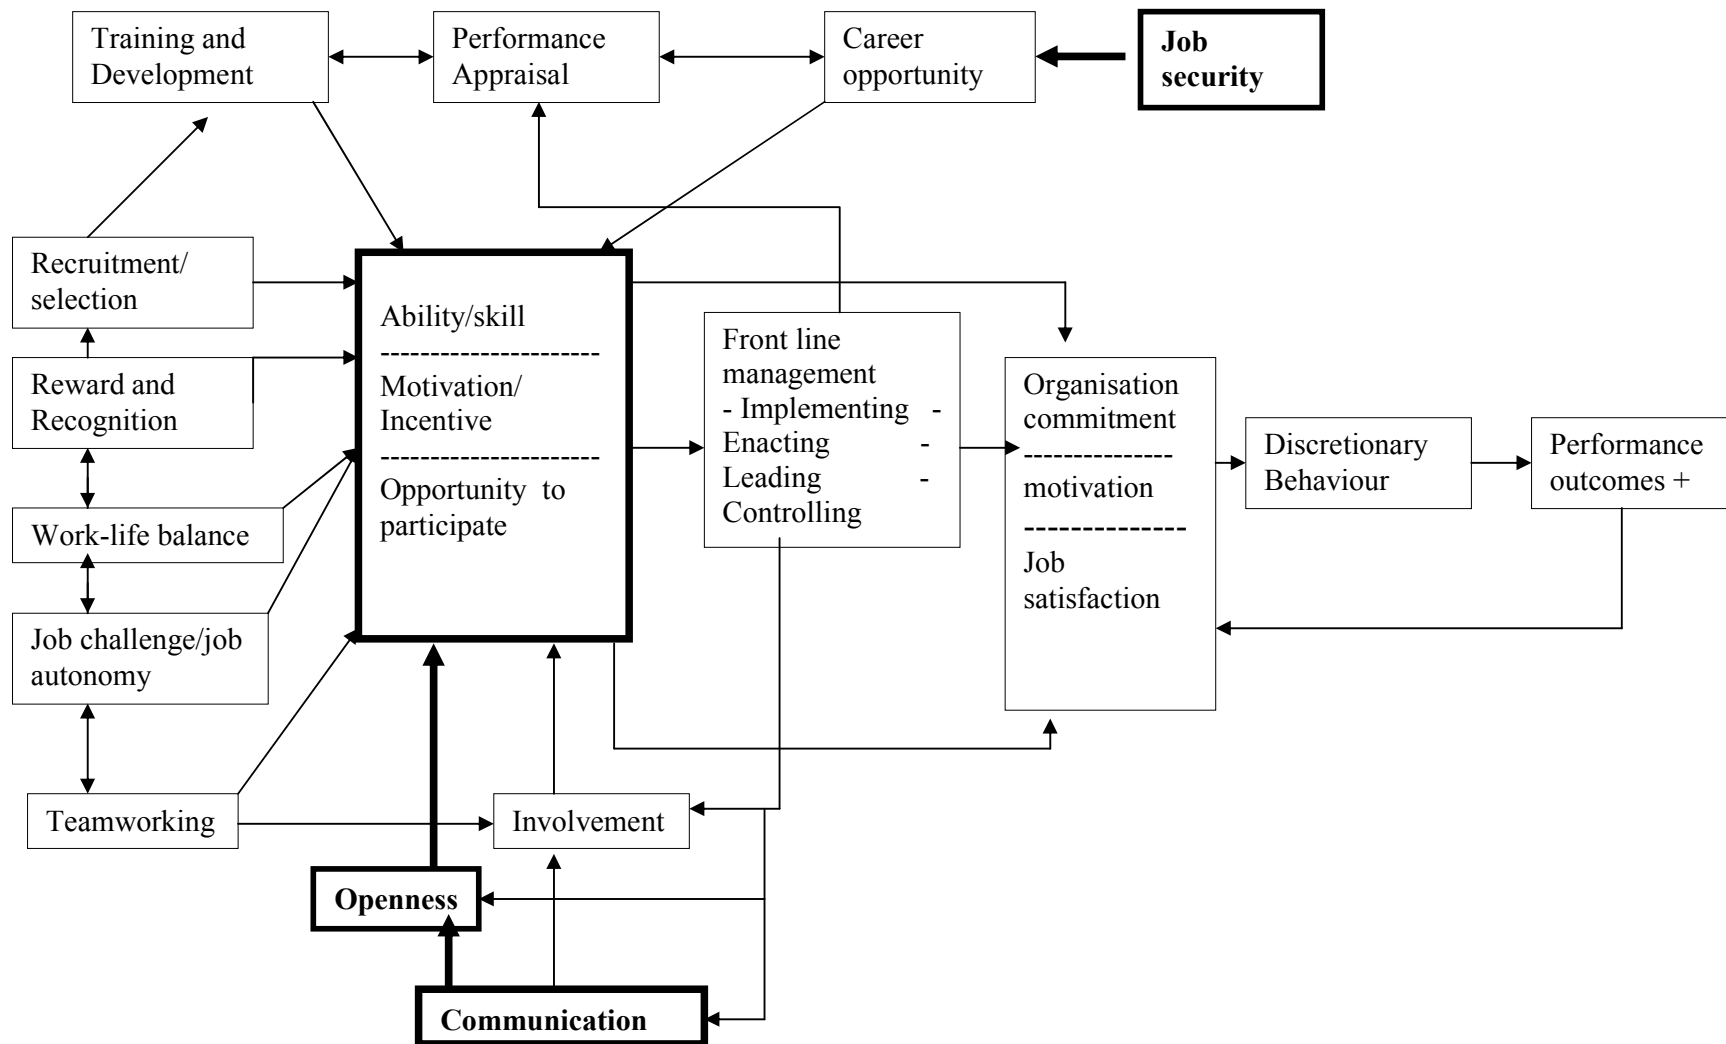 Training and
Development
Performance
Appraisal
Career
opportunity
Job
security
Recruitment/
selection
Reward and
Recognition
Work-life balance
Job challenge/job
autonomy
Teamworking
Ability/skill
----------------------
Motivation/
Incentive
----------------------
Opportunity to
participate
Front line
management
- Implementing -
Enacting -
Leading -
Controlling
Organisation
commitment
---------------
motivation
----------------
Job
satisfaction
Discretionary
Behaviour
Performance
outcomes +
Involvement
Openness
Communication